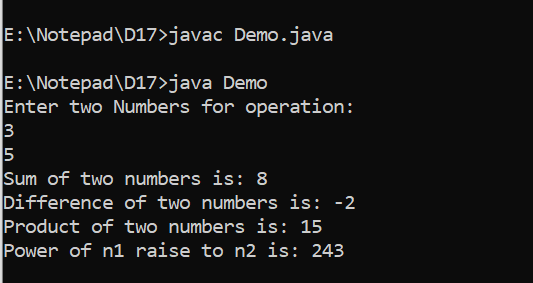 E:\Notepad\D17>javac Demo.java
E:\Notepad\D17>java Demo
Enter two Numbers for operation:
3
5
Sum of two numbers is: 8
Difference of two numbers is: -2
Product of two numbers is: 15
Power of n1 raise to n2 is: 243